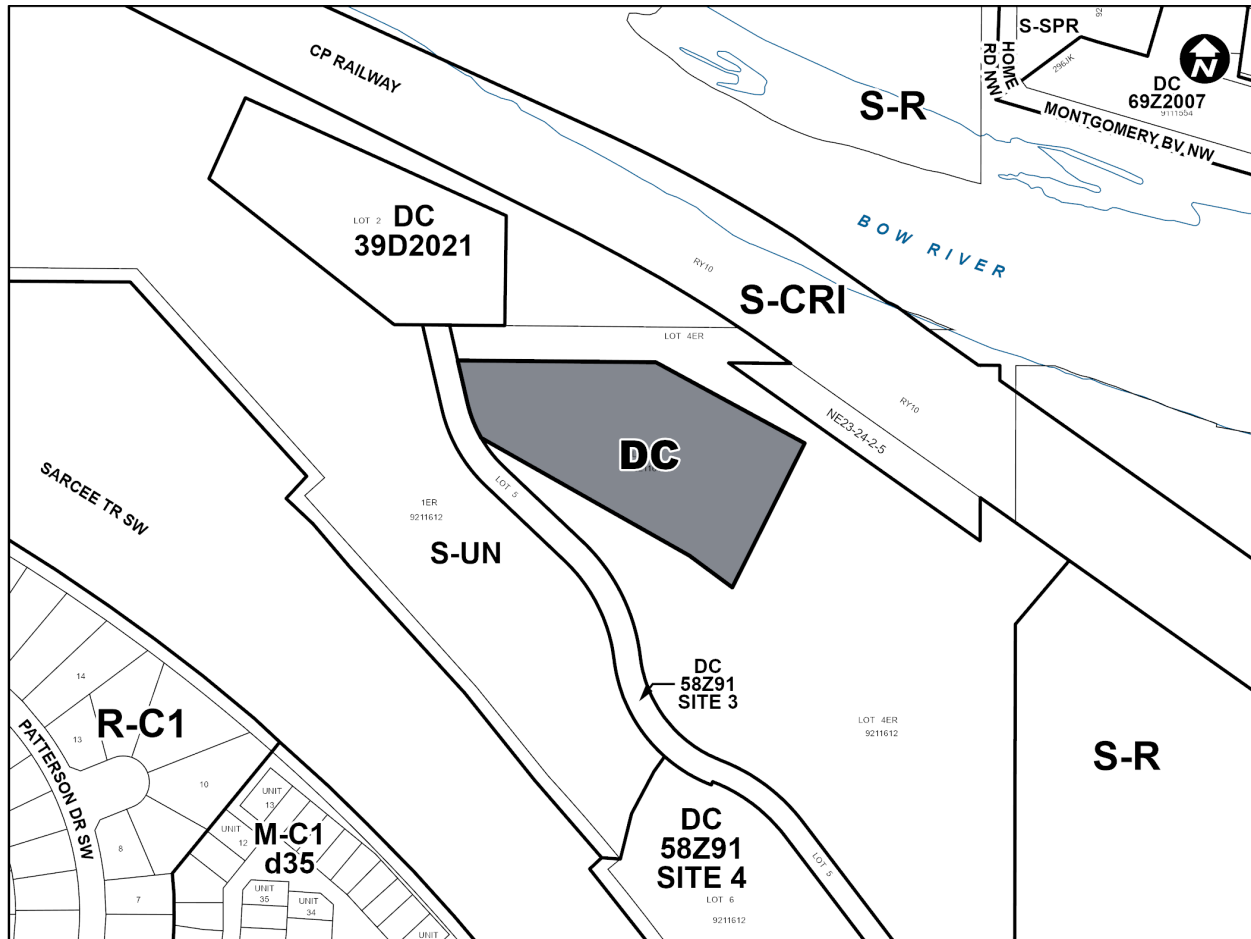 S-SPR
92
N
HOME
RD NW
296JK
DC
69Z2007
9111554
MONTGOMERY BV NW
CP RAILWAY
S-R
BOW RIVER
LOT 2
DC
39D2021
RY10
S-CRI
LOT 4ER
RY10
NE23-24-2-5
DC
SARCEE TR SW
LOT 5
1ER
9211612
S-UN
DC
58Z91
SITE 3
LOT 4ER
9211612
S-R
14
R-C1
13
PATTERSON DR SW
10
UNIT
13
UNIT
12
M-C1
d35
8
7
UNIT
35
UNIT
34
UNIT
DC
58Z91
SITE 4
LOT 6
9211612
LOT 5